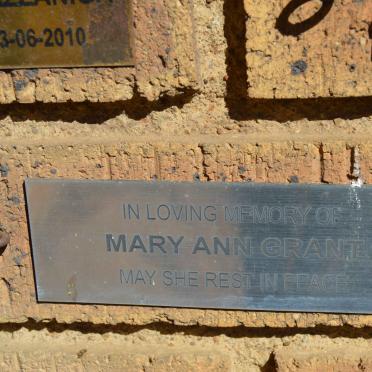 3-06-2010
IN LOVING MEMORY OF
MARY ANN GRANT
MAY SHE REST IN PEACE